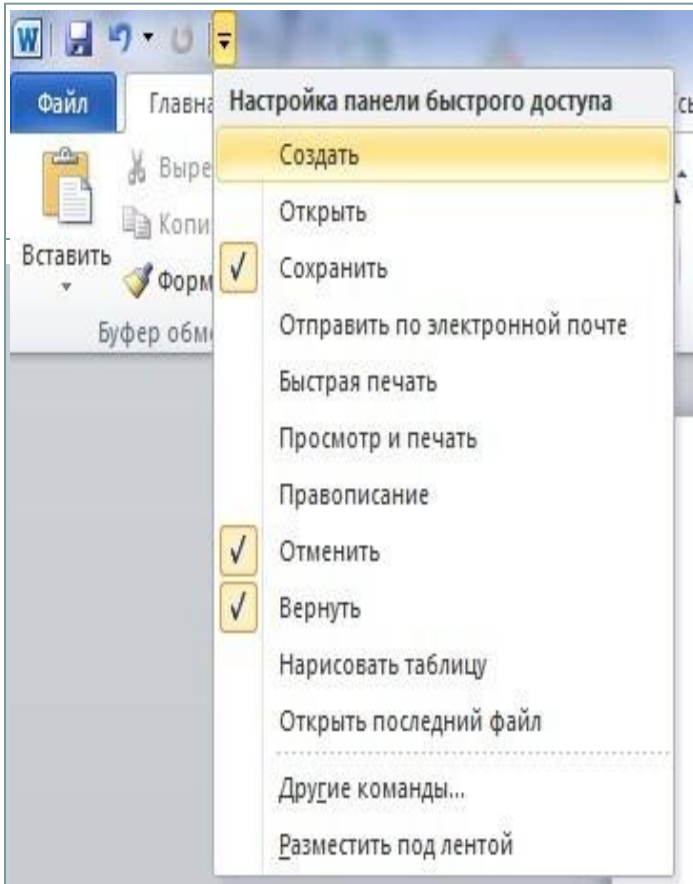 W
Файл Главна
Настройка панели быстрого доступа
Создать
Открыть
Сохранить
Отправить по электронной почте
Быстрая печать
Просмотр и печать
Правописание
Отменить
Вернуть
Нарисовать таблицу
Открыть последний файл
Другие команды...
Разместить под лентой
Вставить
Выре
Копи
Форм
Буфер обм